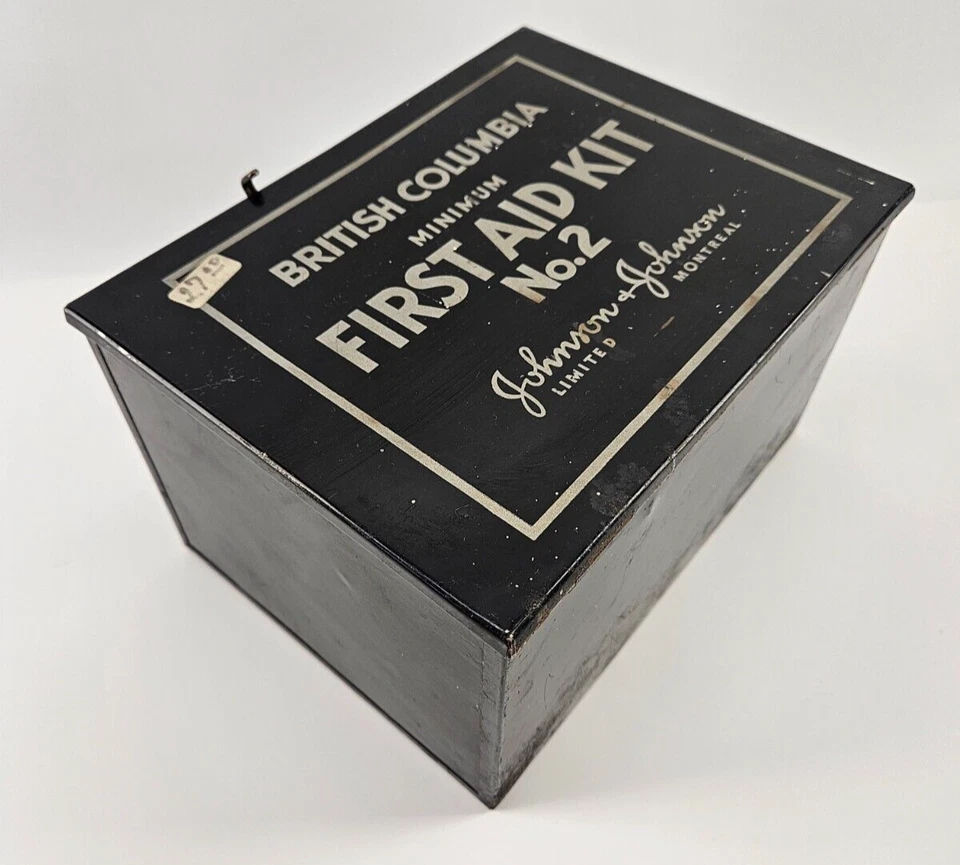 BRITISH COLUMBIA
MINIMUM
FIRST AID KIT
No.2
Johnson & Johnson
LIMITED MONTREAL